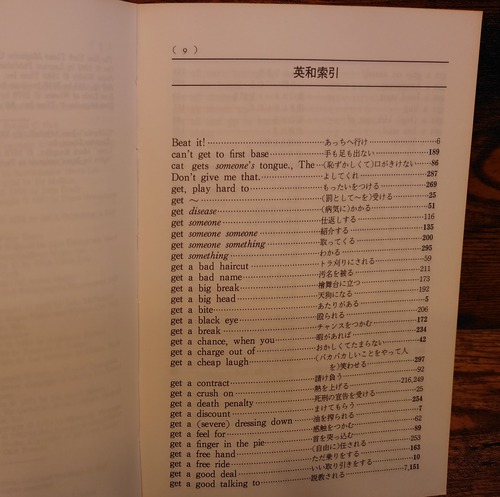 ( 9 )
英和索引
Beat it! あっちへ行け 6
can't get to first base 手も足も出ない 189
cat gets someone's tongue., The (恥ずかしくて)口がきけない 86
Don't give me that. よしてくれ 287
get, play hard to もったいをつける 269
get ～ (罰として～を)受ける 25
get disease (病気に)かかる 51
get someone 仕返しする 116
get someone someone 紹介する 135
get someone something 取ってくる 200
get something わかる 295
get a bad haircut トラ刈りにされる 59
get a bad name 汚名を被る 211
get a big break 檜舞台に立つ 173
get a big head 天狗になる 192
get a bite あたりがある 5
get a black eye 殴られる 206
get a break チャンスをつかむ 172
get a chance, when you 暇があれば 234
get a charge out of おかしくてたまらない 42
get a cheap laugh (バカバカしいことをやって人
を)笑わせる 297
get a contract 請け負う 92
get a crush on 熱を上げる 216,249
get a death penalty 死刑の宣告を受ける 25
get a discount まけてもらう 254
get a (severe) dressing down 油を搾られる 7
get a feel for 感触をつかむ 62
get a finger in the pie 首を突っ込む 89
get a free hand (自由に)任される 253
get a free ride ただ乗りをする 163
get a good deal いい取り引きをする 10
get a good talking to 説教される 7,151